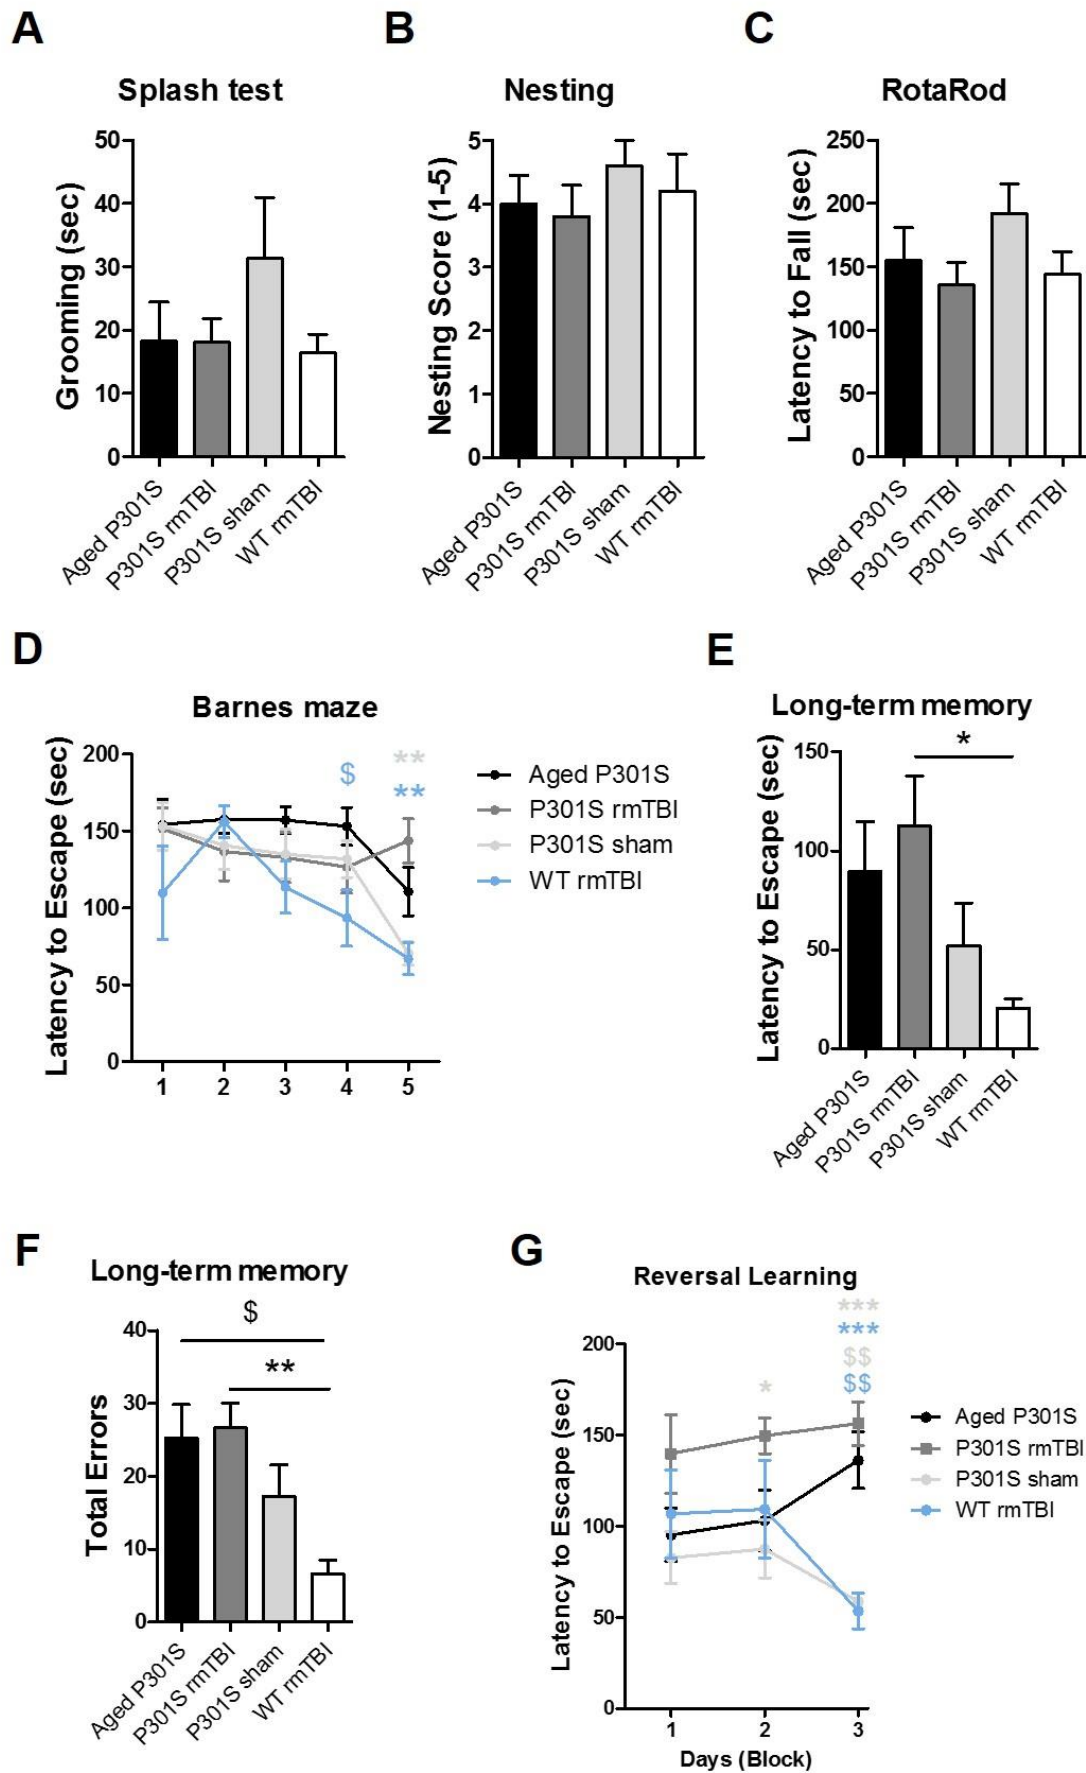 A
B
C
Splash test
Nesting
RotaRod
Grooming (sec)
50
40
30
20
10
0
Aged P301S
P301S rmTBI
P301S sham
WT rmTBI
Nesting Score (1-5)
5
4
3
2
1
0
Aged P301S
P301S rmTBI
P301S sham
WT rmTBI
Latency to Fall (sec)
250
200
150
100
50
0
Aged P301S
P301S rmTBI
P301S sham
WT rmTBI
D
Barnes maze
Latency to Escape (sec)
200
150
100
50
0
1 2 3 4 5
$
**
**
Aged P301S
P301S rmTBI
P301S sham
WT rmTBI
E
Long-term memory
Latency to Escape (sec)
150
100
50
0
*
Aged P301S
P301S rmTBI
P301S sham
WT rmTBI
F
Long-term memory
Total Errors
40
30
20
10
0
$
**
Aged P301S
P301S rmTBI
P301S sham
WT rmTBI
G
Reversal Learning
Latency to Escape (sec)
200
150
100
50
0
*
***
***
$$
$$
1 2 3
Days (Block)
Aged P301S
P301S rmTBI
P301S sham
WT rmTBI